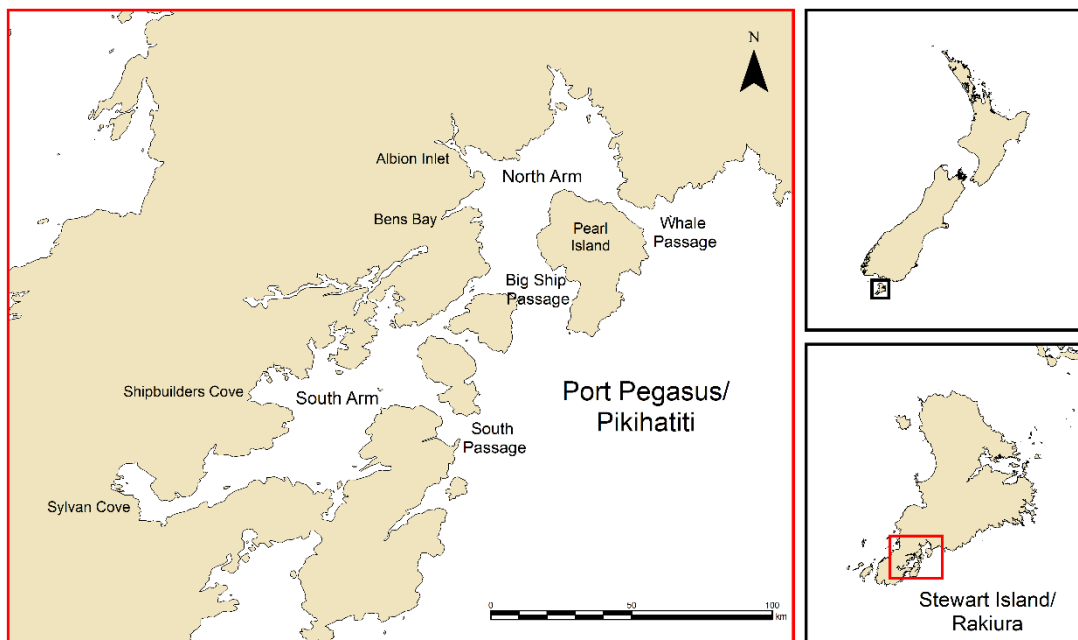 N
Albion Inlet
North Arm
Bens Bay
Pearl
Island
Whale
Passage
Big Ship
Passage
Shipbuilders Cove
South Arm
Port Pegasus/
Pikihatiti
South
Passage
Sylvan Cove
0 50 100
km
Stewart Island/
Rakiura